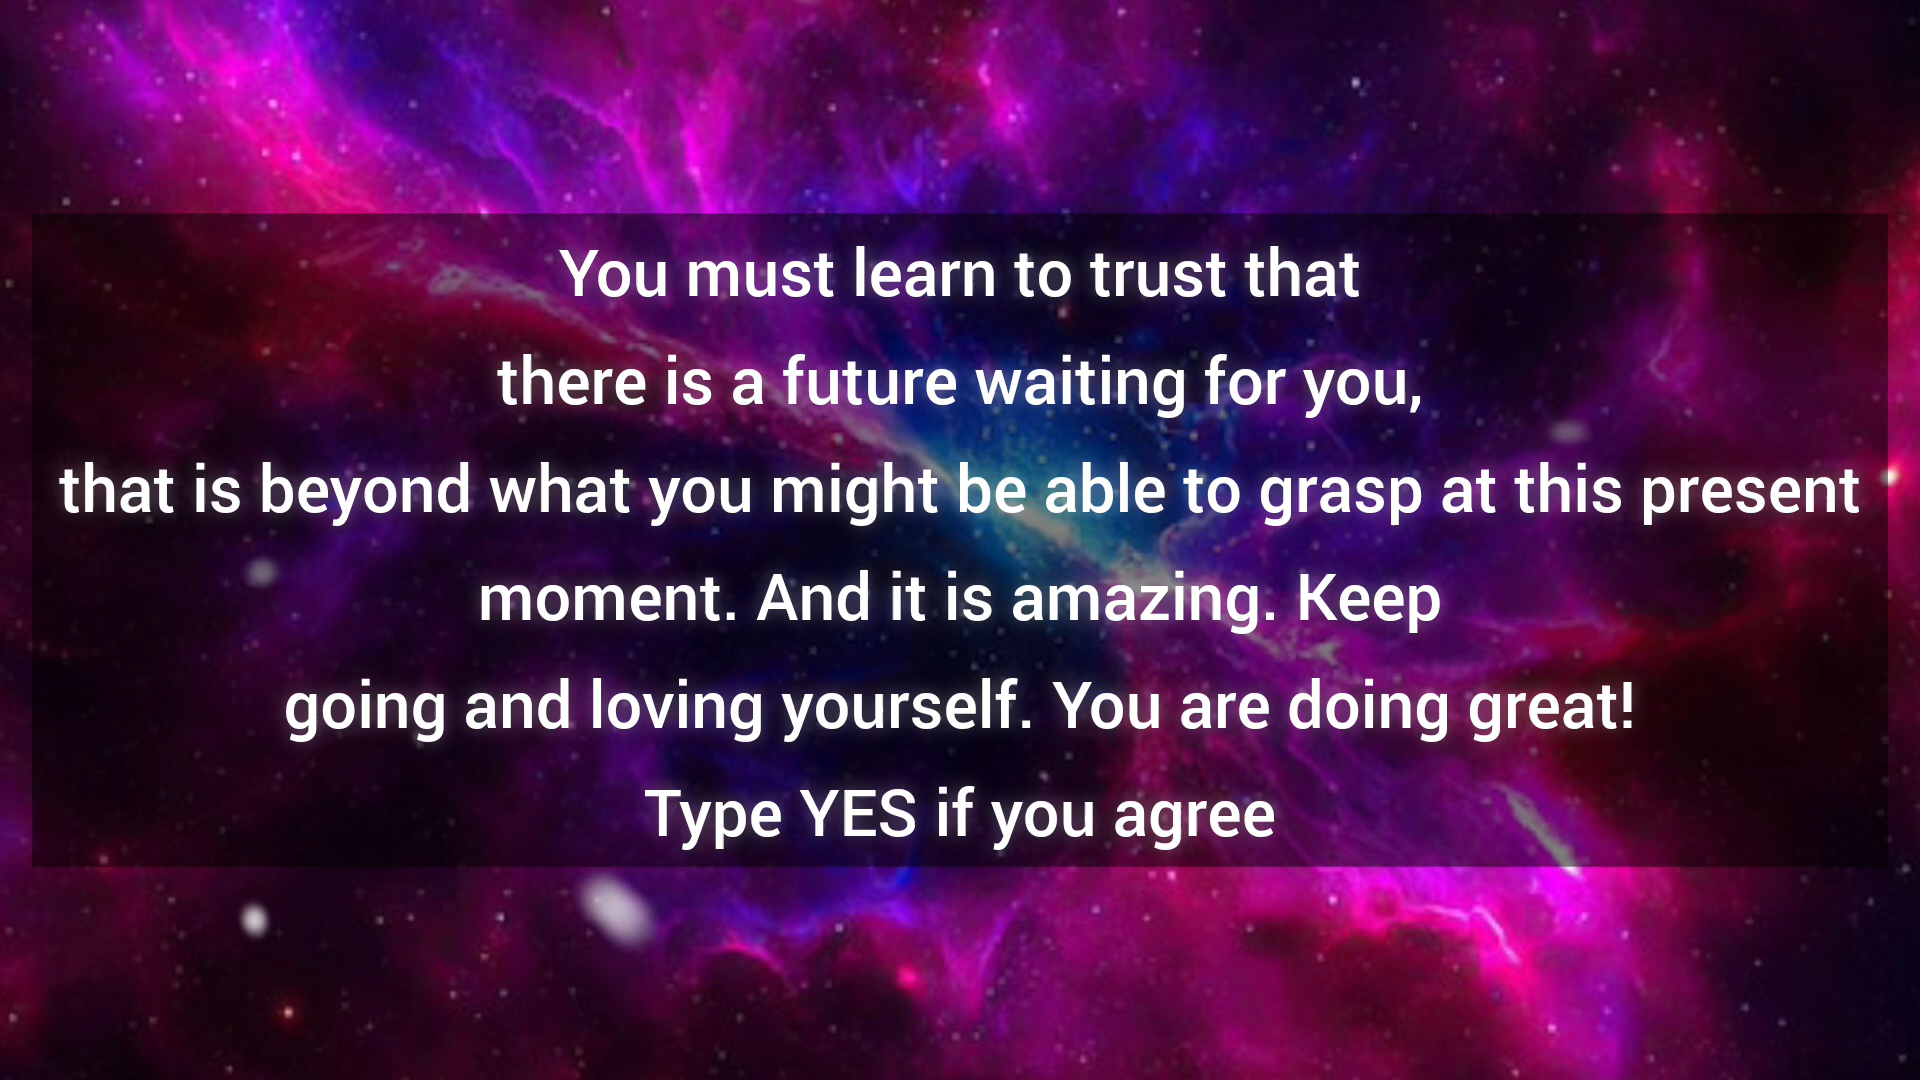 You must learn to trust that
there is a future waiting for you,
that is beyond what you might be able to grasp at this present
moment. And it is amazing. Keep
going and loving yourself. You are doing great!
Type YES if you agree